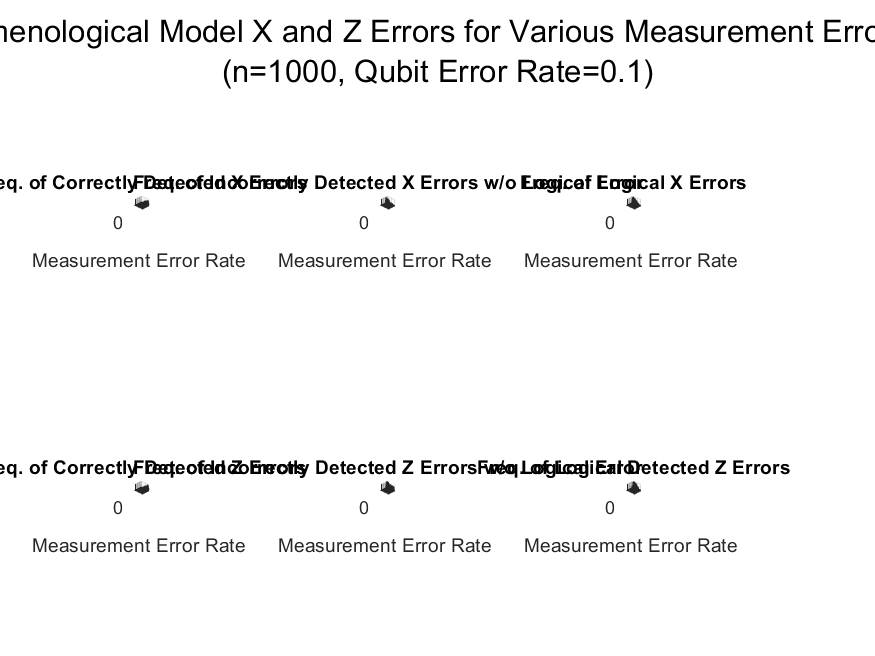 henological Model X and Z Errors for Various Measurement Erro
(n=1000, Qubit Error Rate=0.1)
eq. of Correctly Detected X Errors
Freq. of Incorrectly Detected X Errors w/o Logical Error
Freq. of Logical X Errors
0
0
0
Measurement Error Rate
Measurement Error Rate
Measurement Error Rate
eq. of Correctly Detected Z Errors
Freq. of Incorrectly Detected Z Errors w/o Logical Error
Freq. of Logical Detected Z Errors
0
0
0
Measurement Error Rate
Measurement Error Rate
Measurement Error Rate